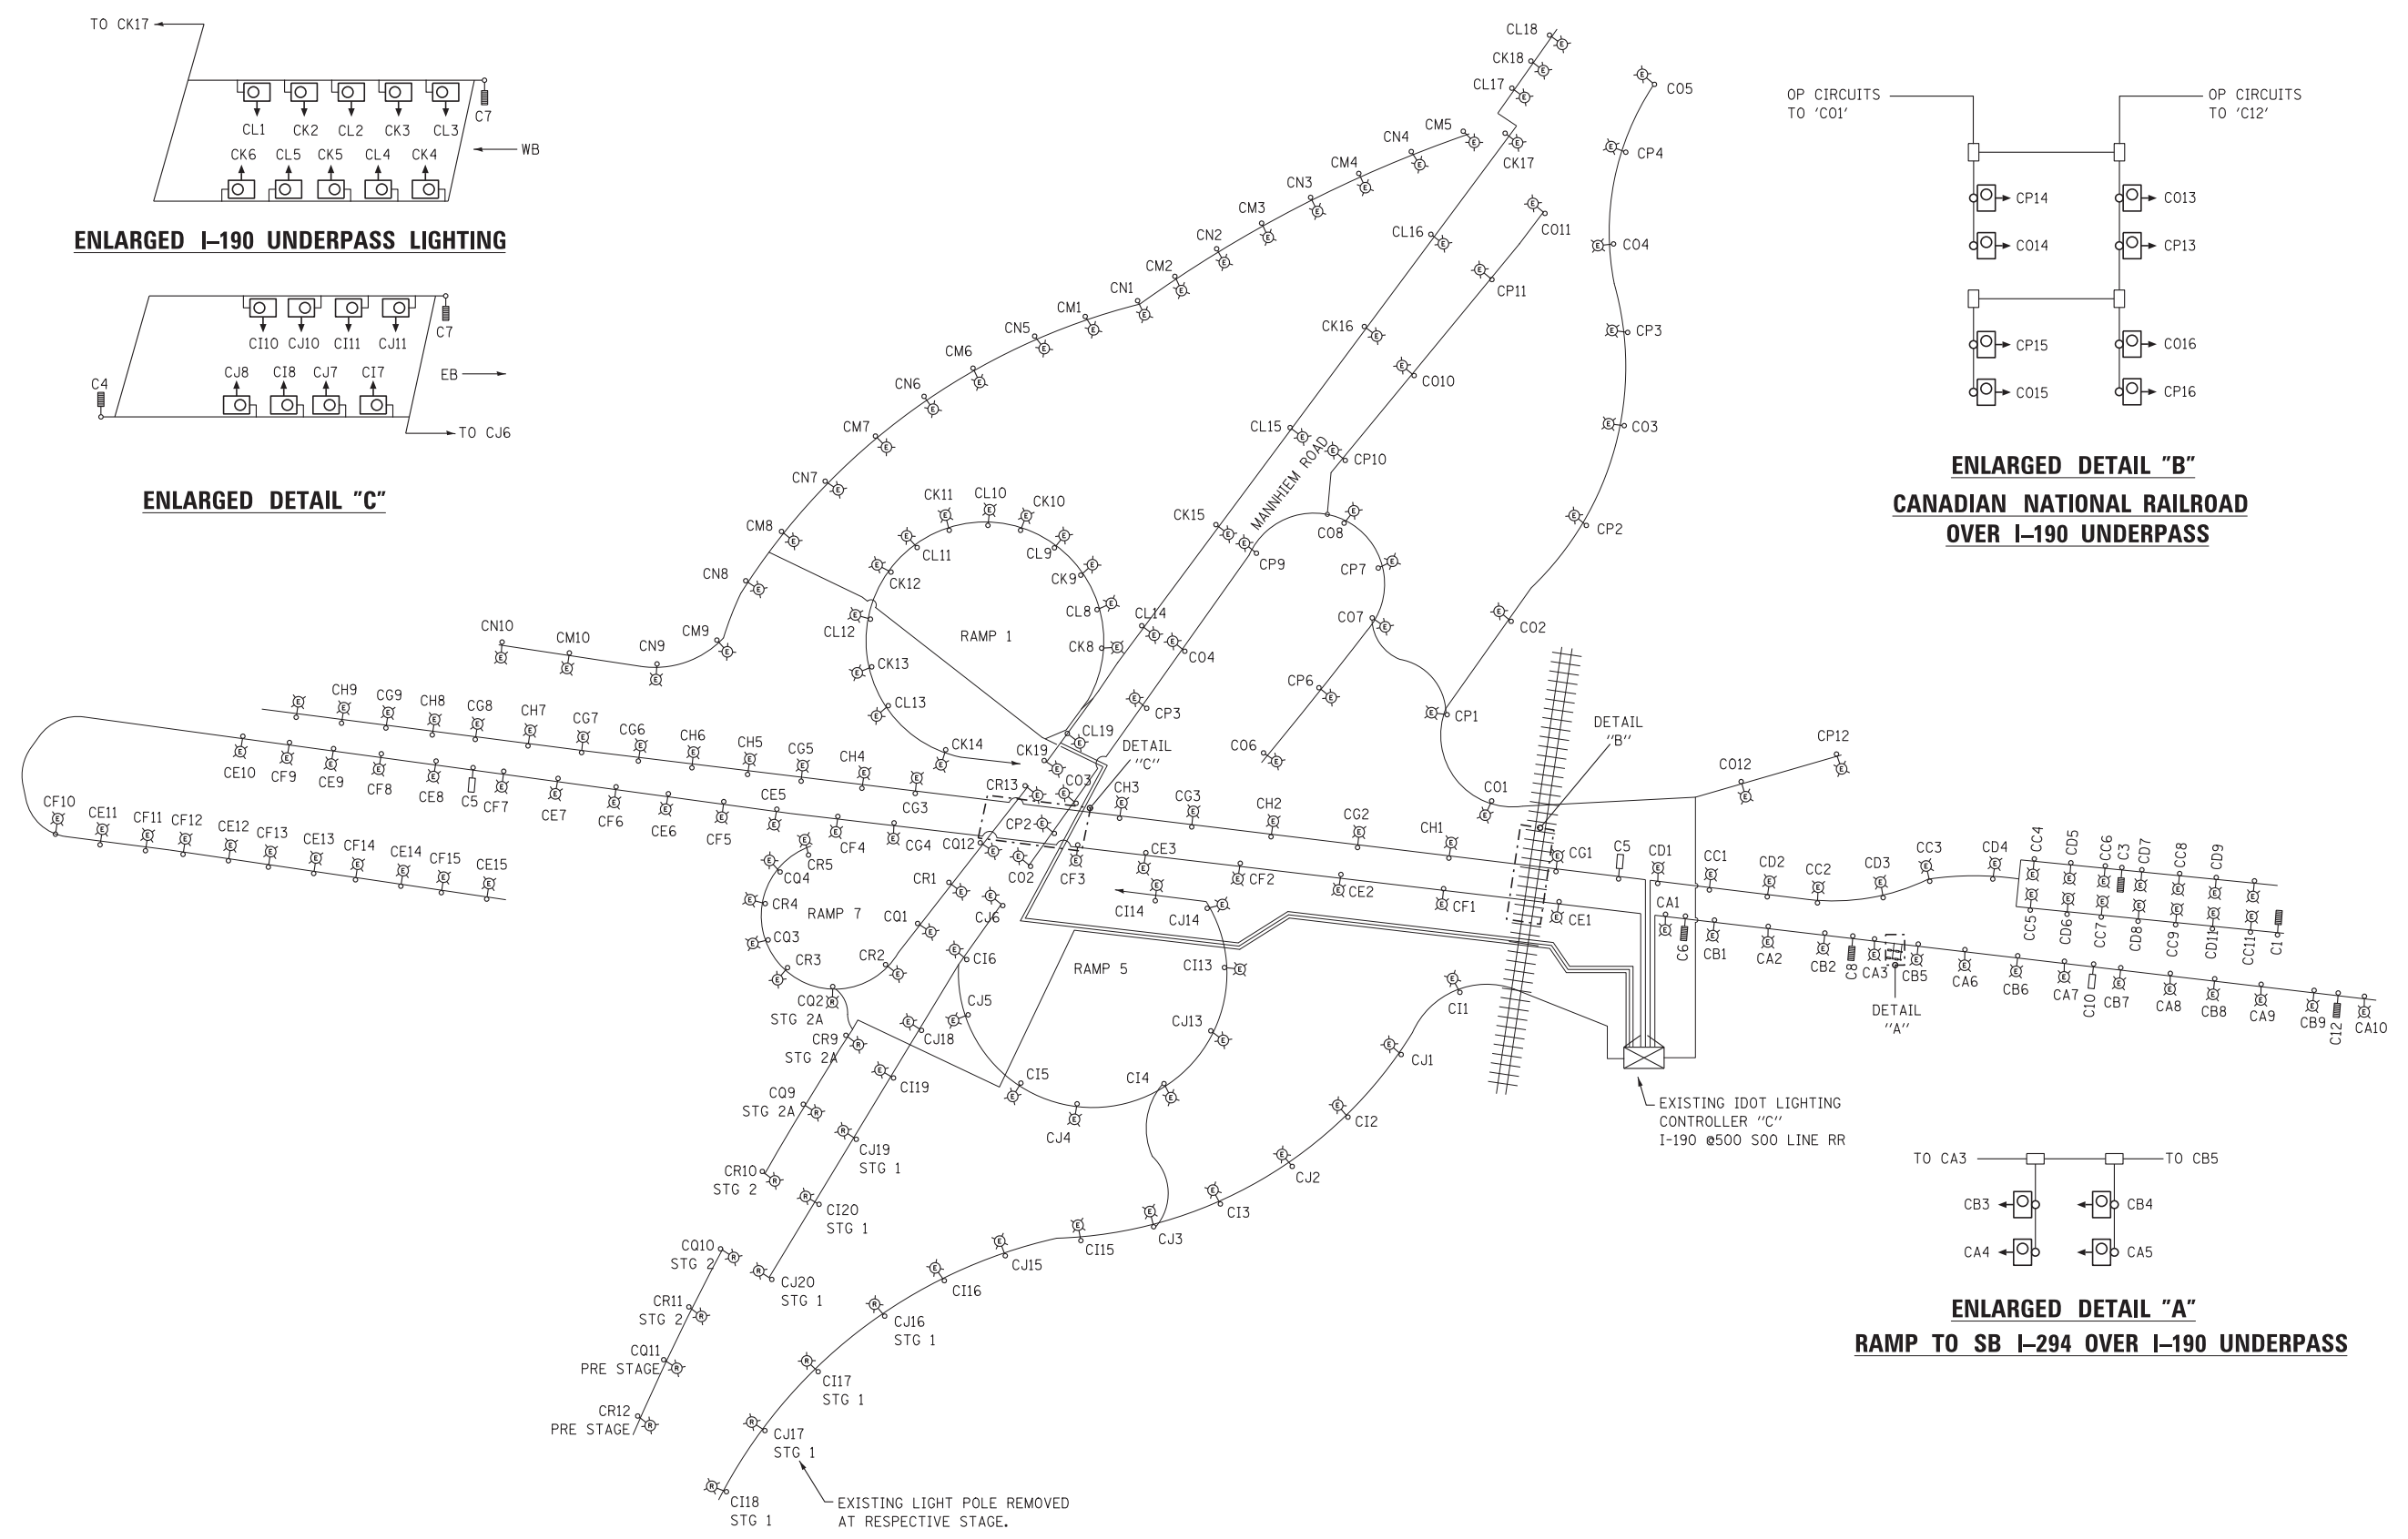 TO CK17
CL1 CK2 CL2 CK3 CL3
C7
WB
CK6 CL5 CK5 CL4 CK4
ENLARGED I–190 UNDERPASS LIGHTING
CI10 CJ10 CI11 CJ11
C7
CJ8 CI8 CJ7 CI7
EB
C4
TO CJ6
ENLARGED DETAIL "C"
OP CIRCUITS
TO 'CO1'
OP CIRCUITS
TO 'C12'
CP14 CO13
CO14 CP13
CP15 CO16
CO15 CP16
ENLARGED DETAIL "B"
CANADIAN NATIONAL RAILROAD
OVER I–190 UNDERPASS
CL18
CK18
CL17
CK17
CM5
CN4
CM4
CN3
CM3
CN2
CM2
CN1
CM1
CN5
CM6
CN6
CM7
CN7
CM8
CN8
CM9
CN9
CM10
CN10
CO5
CP4
CO4
CP3
CO3
CP2
CO2
CP1
CO1
CO11
CP11
CO10
CP10
CO8
CP9
CP7
CO7
CP6
CO6
CL16
CK16
CL15
MANNHIEM ROAD
CK15
CL14
CO4
CP3
CK11 CL10 CK10
CL11 CL9
CK12 CK9
CL12 CL8
RAMP 1
CK13 CK8
CL13
CK14
CL19
CK19
CR13
CO3
CP2
CO2
DETAIL
"C"
DETAIL
"B"
CO12
CP12
CH9 CG9 CH8 CG8 CH7 CG7 CG6 CH6 CH5 CG5 CH4 CG3
CH3 CG3 CH2 CG2 CH1 CG1 C5 CD1 CC1 CD2 CC2 CD3 CC3 CD4
CC4 CD5 CC6 C3 CD7 CC8 CD9
CC5 CD6 CC7 CD8 CC9 CD11 CC11 C1
CE10 CF9 CE9 CF8 CE8 C5 CF7 CE7 CF6 CE6 CF5 CE5 CF4 CG4 CQ12
CF3 CE3 CF2 CE2 CF1 CE1
CA1 C6 CB1 CA2 CB2 C8 CA3 CB5 CA6 CB6 CA7 C10 CB7 CA8 CB8 CA9 CB9 C12 CA10
DETAIL
"A"
CF10 CE11 CF11 CF12 CE12 CF13 CE13 CF14 CE14 CF15 CE15
CR5
CQ4
CR4
RAMP 7
CQ3
CR3
CQ2
STG 2A
CR1
CQ1
CR2
CJ6
CI6
CJ5
CJ18
CI19
CI14
CJ14
CI13
RAMP 5
CJ13
CI5
CJ4
CI4
CI1
CJ1
CI2
CJ2
CI3
CJ3
CI15
CJ15
CI16
CJ16
STG 1
CI17
STG 1
CJ17
STG 1
CI18
STG 1
CR9
STG 2A
CQ9
STG 2A
CR10
STG 2
CQ10
STG 2
CR11
STG 2
CQ11
PRE STAGE
CR12
PRE STAGE
CJ19
STG 1
CI20
STG 1
CJ20
STG 1
EXISTING LIGHT POLE REMOVED
AT RESPECTIVE STAGE.
EXISTING IDOT LIGHTING
CONTROLLER "C"
I-190 @500 SOO LINE RR
TO CA3 TO CB5
CB3 CB4
CA4 CA5
ENLARGED DETAIL "A"
RAMP TO SB I–294 OVER I–190 UNDERPASS